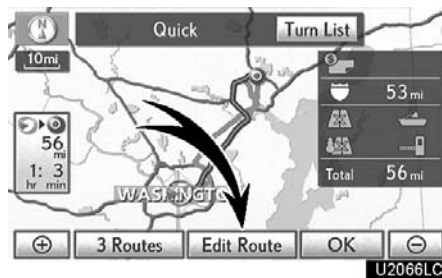 Quick
Turn List
10mi
$
53 mi
56
mi
1: 3
hr min
WASHINGTO
Total 56 mi
3 Routes
Edit Route
OK
U2066LC